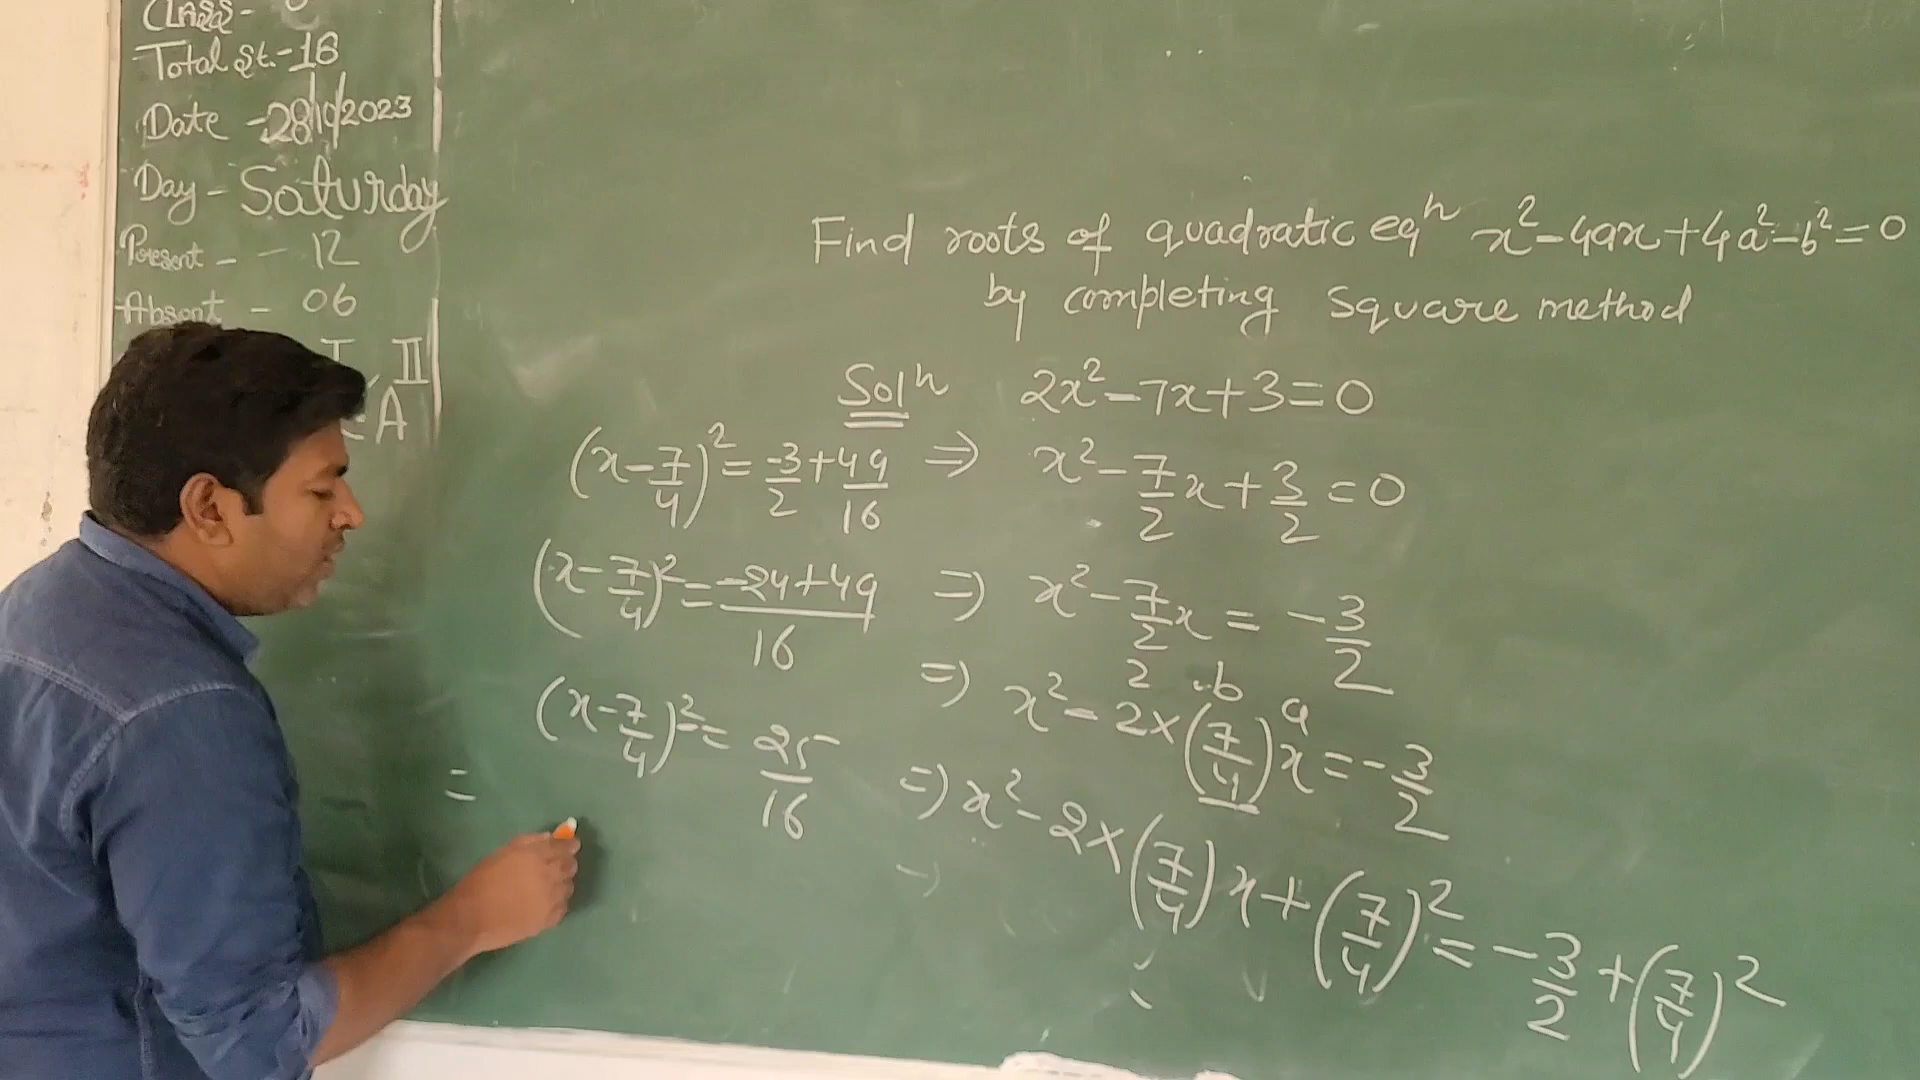 Class-
Total St.-18
Date -28/10/2023
Day - Saturday
Present - - 12
Absent - 06
I III
A
Find roots of quadratic eqⁿ x²-4ax+4a²-b²=0
by completing square method
Solⁿ 2x²-7x+3=0
⇒ x²-7/2x+3/2=0
⇒ x²-7/2x = -3/2
⇒ x²-2×(7/4)x=-3/2
2 b a
⇒ x²-2×(7/4)x+(7/4)²=-3/2+(7/4)²
(x-7/4)²=-3/2+49/16
(x-7/4)²=-24+49/16
(x-7/4)²=25/16
=